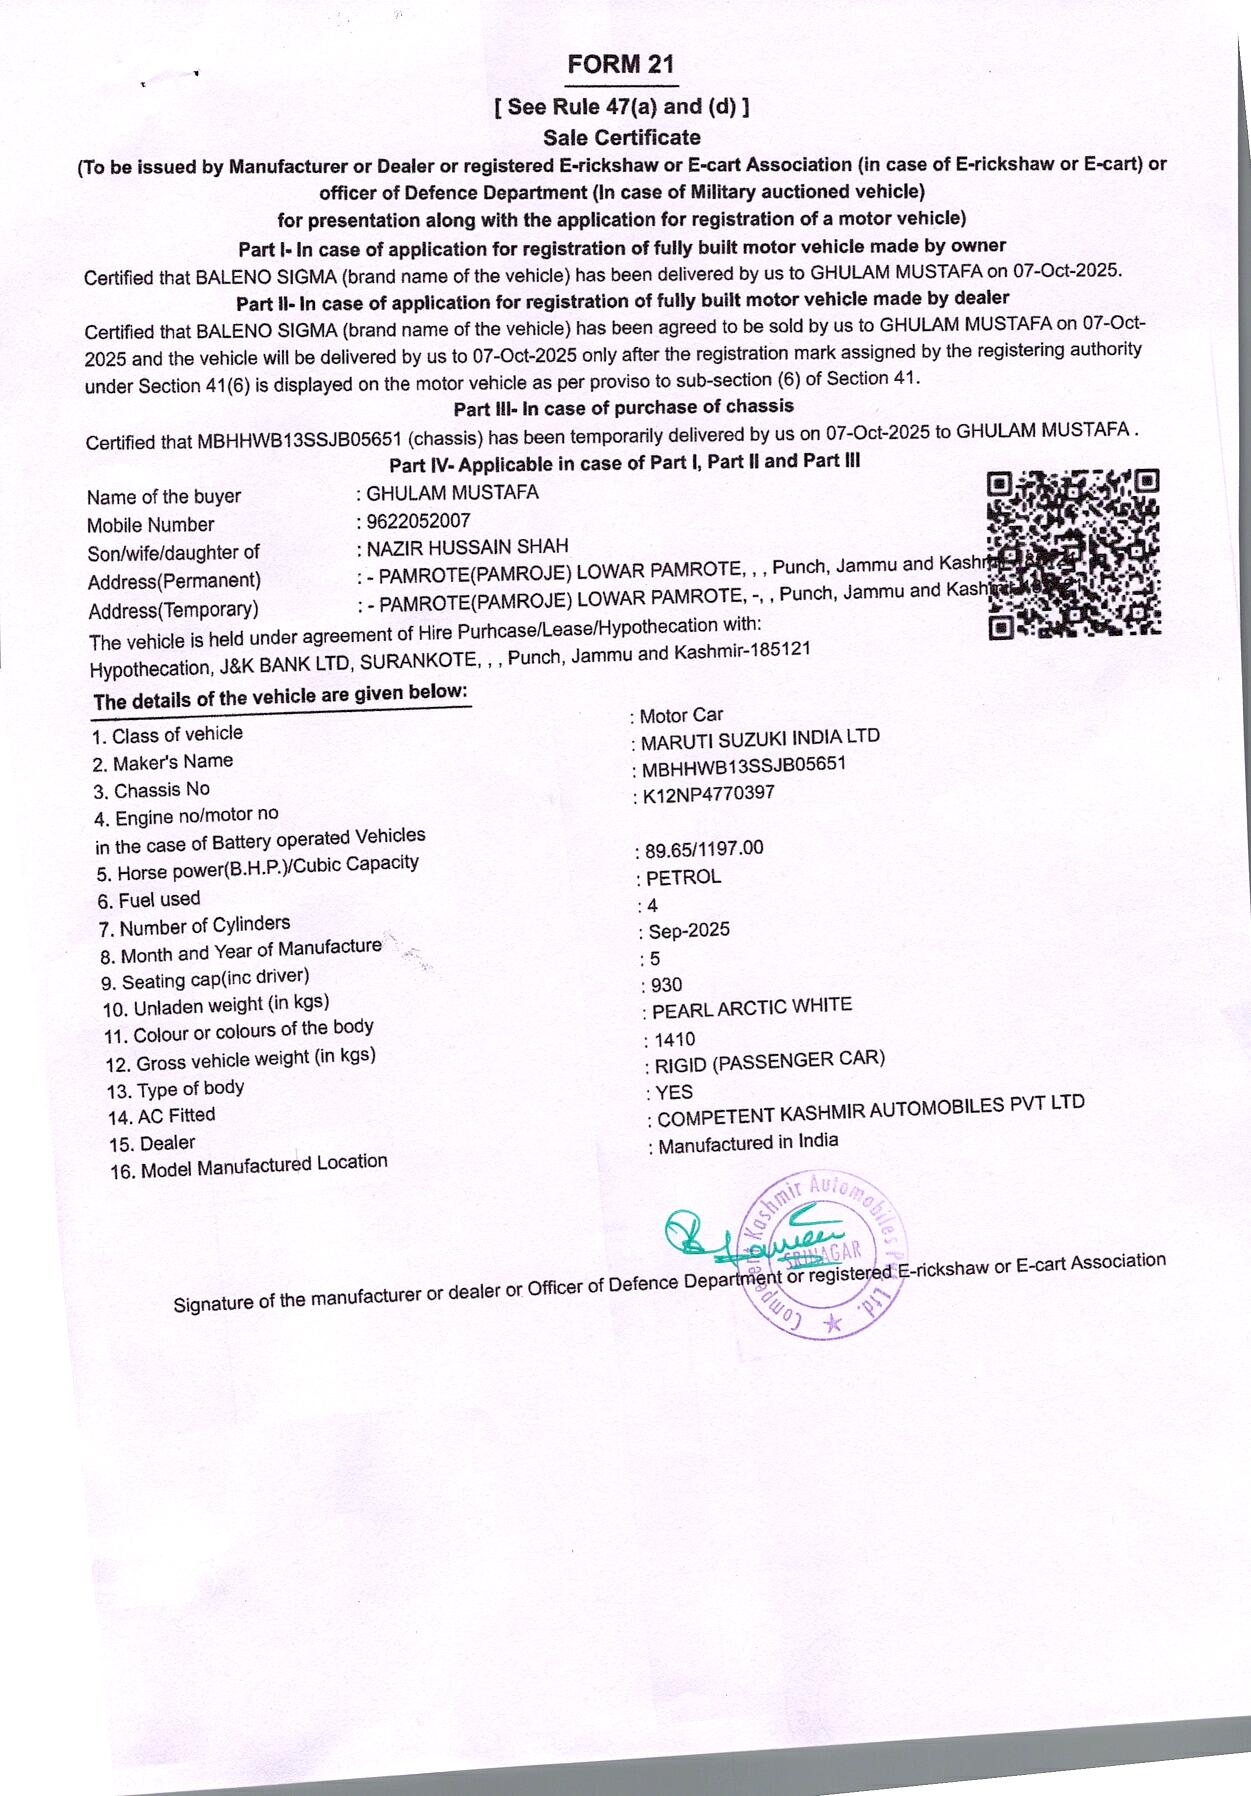 FORM 21
[ See Rule 47(a) and (d) ]
Sale Certificate
(To be issued by Manufacturer or Dealer or registered E-rickshaw or E-cart Association (in case of E-rickshaw or E-cart) or
officer of Defence Department (In case of Military auctioned vehicle)
for presentation along with the application for registration of a motor vehicle)
Part I- In case of application for registration of fully built motor vehicle made by owner
Certified that BALENO SIGMA (brand name of the vehicle) has been delivered by us to GHULAM MUSTAFA on 07-Oct-2025.
Part II- In case of application for registration of fully built motor vehicle made by dealer
Certified that BALENO SIGMA (brand name of the vehicle) has been agreed to be sold by us to GHULAM MUSTAFA on 07-Oct-
2025 and the vehicle will be delivered by us to 07-Oct-2025 only after the registration mark assigned by the registering authority
under Section 41(6) is displayed on the motor vehicle as per proviso to sub-section (6) of Section 41.
Part III- In case of purchase of chassis
Certified that MBHHWB13SSJB05651 (chassis) has been temporarily delivered by us on 07-Oct-2025 to GHULAM MUSTAFA .
Part IV- Applicable in case of Part I, Part II and Part III
Name of the buyer : GHULAM MUSTAFA
Mobile Number : 9622052007
Son/wife/daughter of : NAZIR HUSSAIN SHAH
Address(Permanent) : - PAMROTE(PAMROJE) LOWAR PAMROTE, , , Punch, Jammu and
Address(Temporary) : - PAMROTE(PAMROJE) LOWAR PAMROTE, -, , Punch, Jammu and
The vehicle is held under agreement of Hire Purhcase/Lease/Hypothecation with:
Hypothecation, J&K BANK LTD, SURANKOTE, , , Punch, Jammu and Kashmir-185121
The details of the vehicle are given below:
1. Class of vehicle : Motor Car
2. Maker's Name : MARUTI SUZUKI INDIA LTD
3. Chassis No : MBHHWB13SSJB05651
4. Engine no/motor no : K12NP4770397
in the case of Battery operated Vehicles
5. Horse power(B.H.P.)/Cubic Capacity : 89.65/1197.00
6. Fuel used : PETROL
7. Number of Cylinders : 4
8. Month and Year of Manufacture : Sep-2025
9. Seating cap(inc driver) : 5
10. Unladen weight (in kgs) : 930
11. Colour or colours of the body : PEARL ARCTIC WHITE
12. Gross vehicle weight (in kgs) : 1410
13. Type of body : RIGID (PASSENGER CAR)
14. AC Fitted : YES
15. Dealer : COMPETENT KASHMIR AUTOMOBILES PVT LTD
16. Model Manufactured Location : Manufactured in India
Competent Kashmir Automobiles Pvt. Ltd.
SRINAGAR
Signature of the manufacturer or dealer or Officer of Defence Department or registered E-rickshaw or E-cart Association